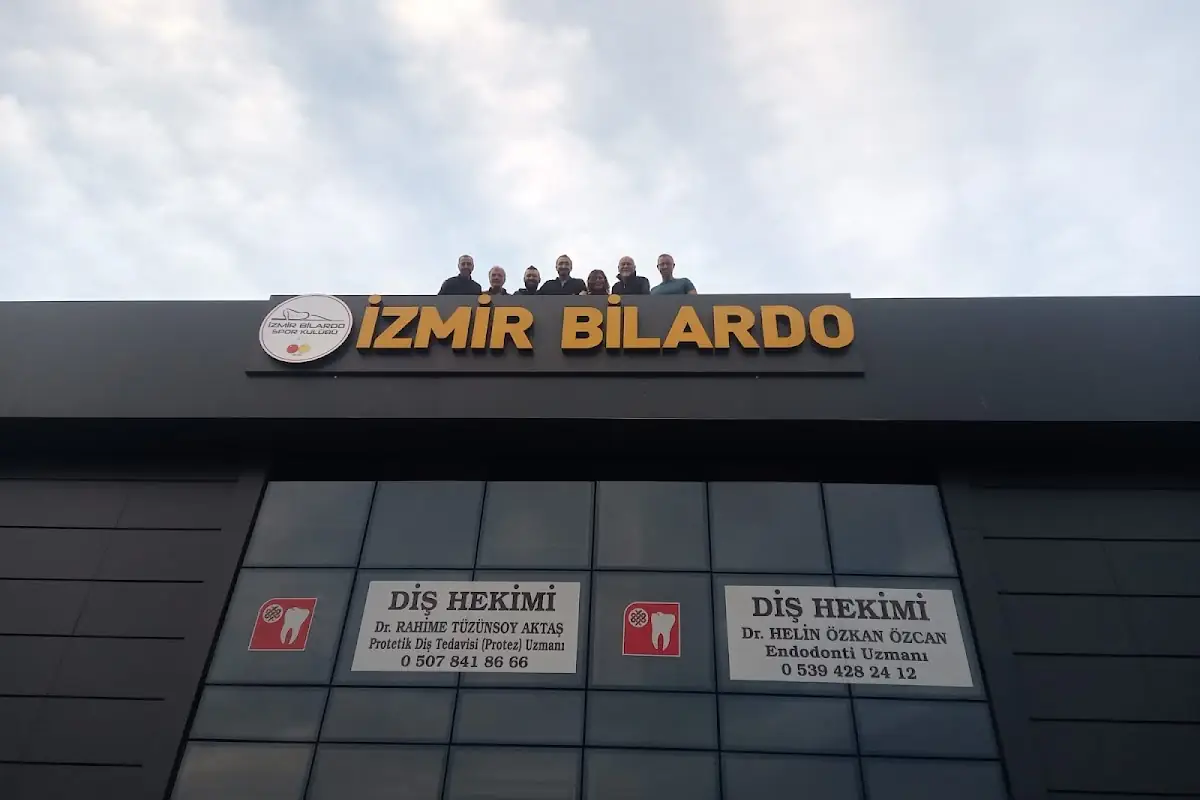 İZMİR BİLARDO
SPOR KULÜBÜ
İZMİR BİLARDO
DİŞ HEKİMİ
Dr. RAHIME TÜZÜNSOY AKTAŞ
Protetik Diş Tedavisi (Protez) Uzmanı
0 507 841 86 66
DİŞ HEKİMİ
Dr. HELİN ÖZKAN ÖZCAN
Endodonti Uzmanı
0 539 428 24 12